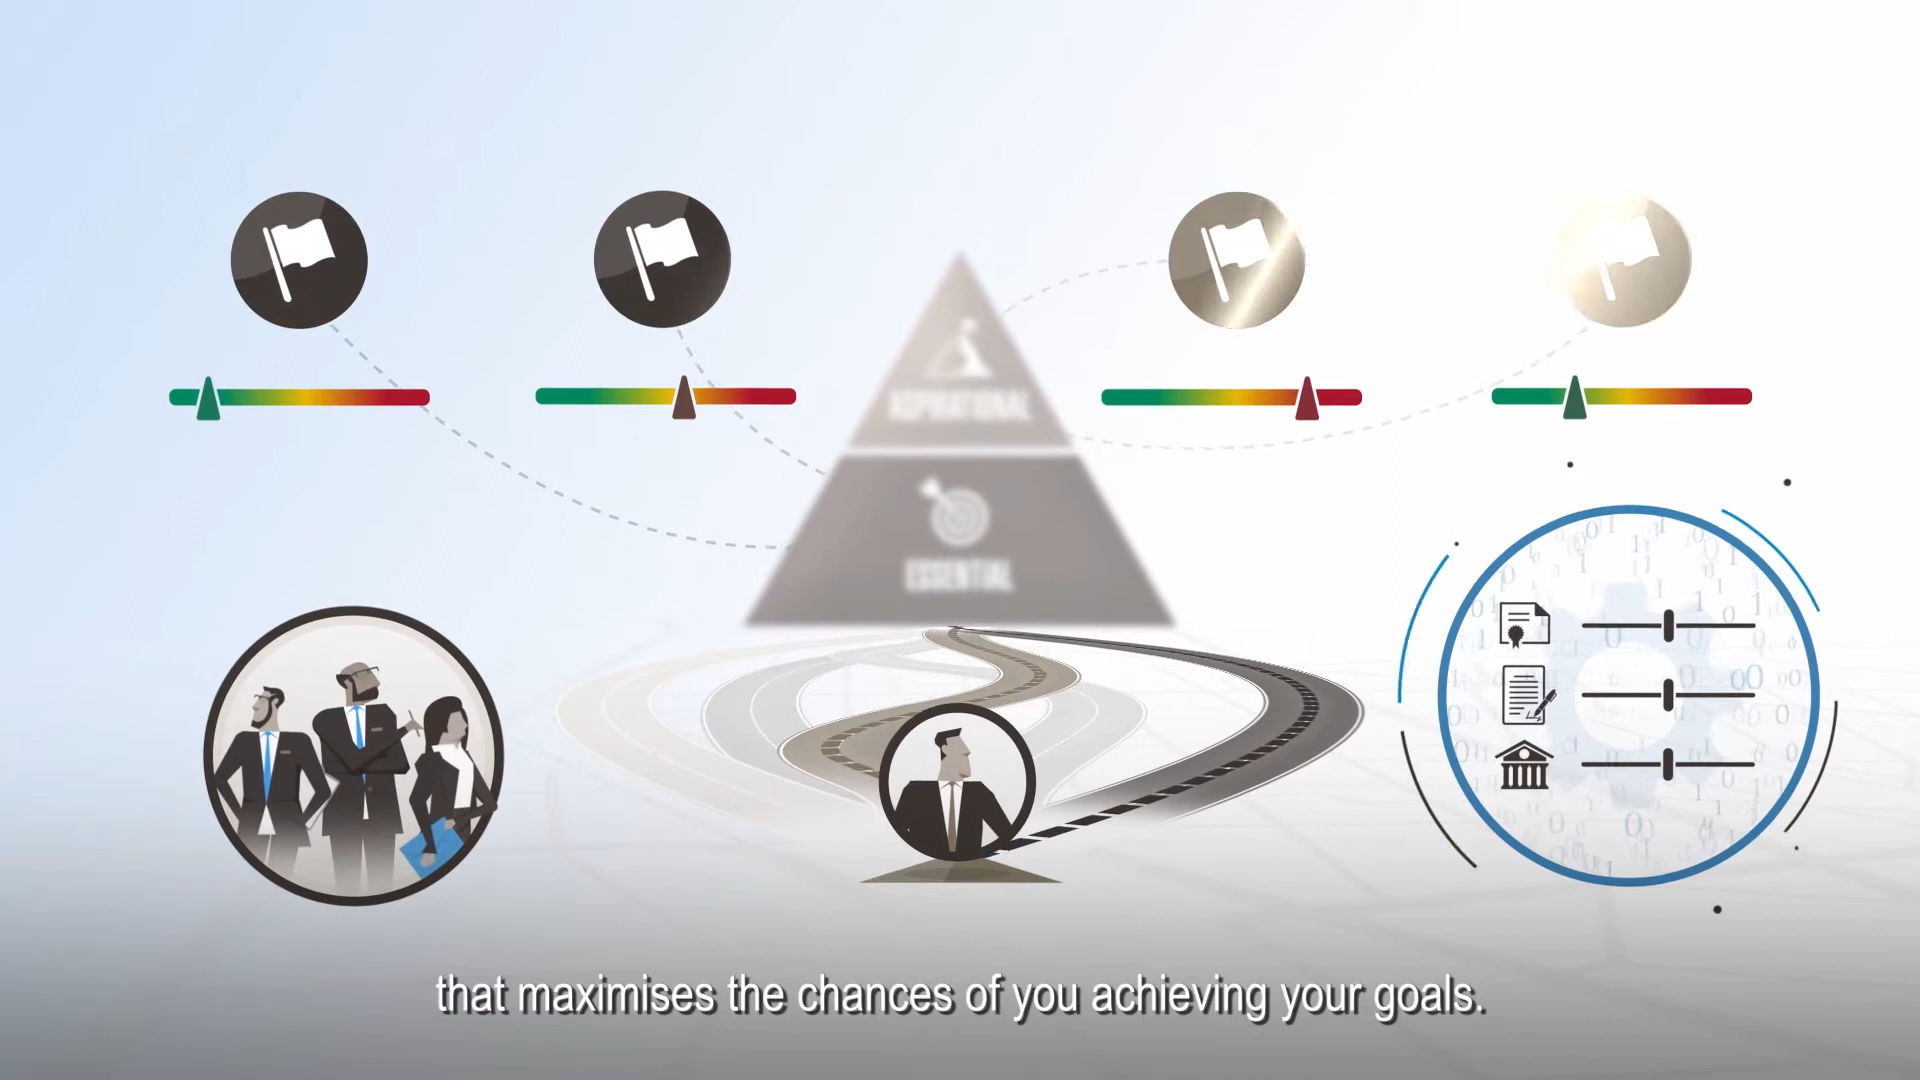 ASPIRATIONAL
ESSENTIAL
that maximises the chances of you achieving your goals.